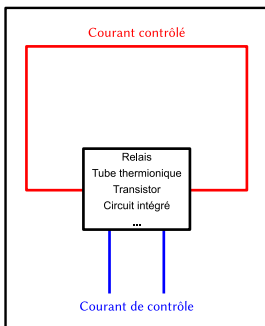 Courant contrôlé
Relais
Tube thermionique
Transistor
Circuit intégré
...
Courant de contrôle